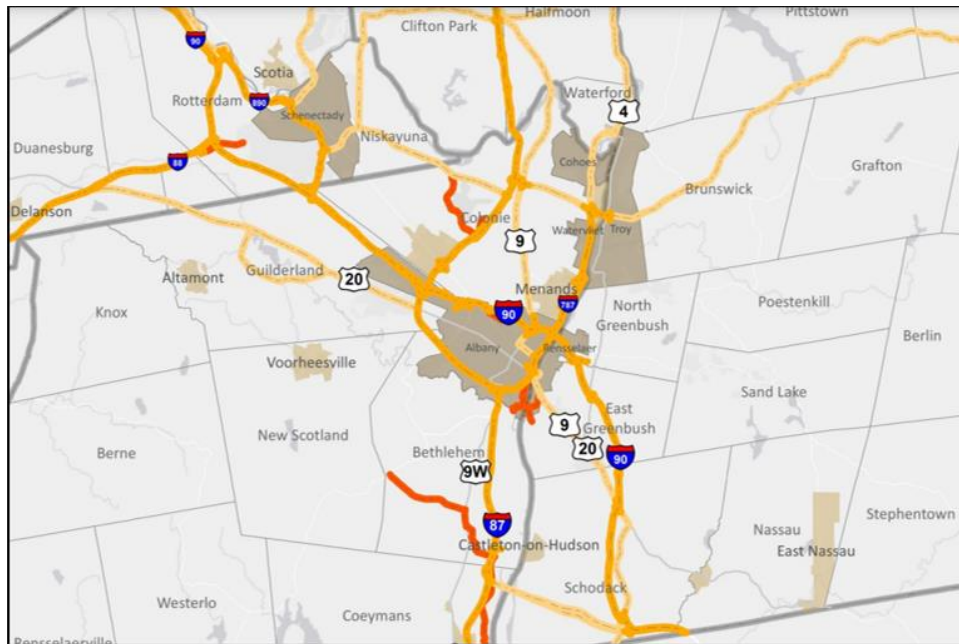 Halfmoon
Pittstown
Clifton Park
90
Scotia
Waterford
Rotterdam
890
4
Schenectady
Duanesburg
Niskayuna
88
Cohoes
Grafton
Brunswick
Delanson
Colonie
Watervliet
Troy
9
Guilderland
Altamont
20
Menands
787
North
Greenbush
Poestenkill
Knox
90
Berlin
Albany
Rensselaer
Voorheesville
Sand Lake
East
Greenbush
New Scotland
9
Berne
Bethlehem
20
9W
90
Stephentown
87
Nassau
Castleton-on-Hudson
East Nassau
Schodack
Westerlo
Coeymans
Rensselaerville